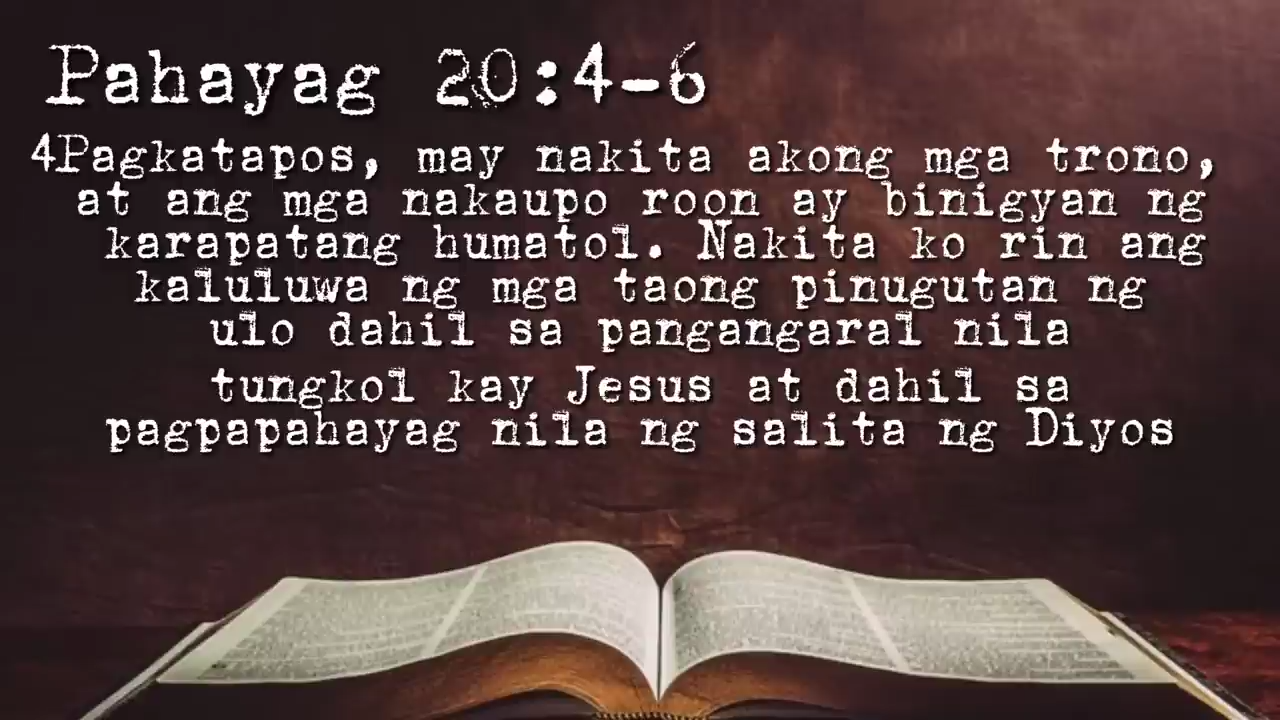 Pahayag 20:4-6
4Pagkatapos, may nakita akong mga trono,
at ang mga nakaupo roon ay binigyan ng
karapatang humatol. Nakita ko rin ang
kaluluwa ng mga taong pinugutan ng
ulo dahil sa pangangaral nila
tungkol kay Jesus at dahil sa
pagpapahayag nila ng salita ng Diyos